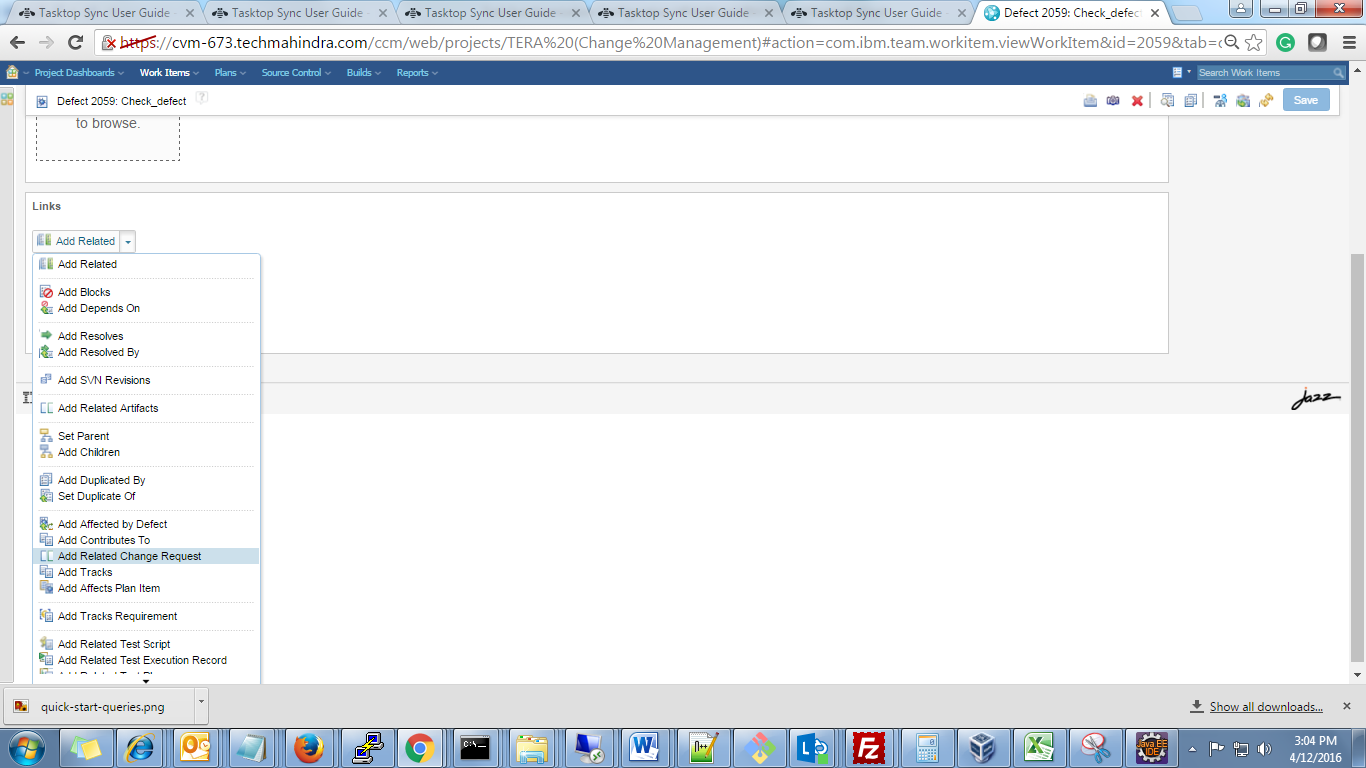 Tasktop Sync User Guide
Tasktop Sync User Guide
Tasktop Sync User Guide
Tasktop Sync User Guide
Tasktop Sync User Guide
Defect 2059: Check_defect
https://cvm-673.techmahindra.com/ccm/web/projects/TERA%20(Change%20Management)#action=com.ibm.team.workitem.viewWorkItem&id=2059&tab=c
Project Dashboards Work Items Plans Source Control Builds Reports Search Work Items
Defect 2059: Check_defect ? Save
to browse.
Links
Add Related
Add Related
Add Blocks
Add Depends On
Add Resolves
Add Resolved By
Add SVN Revisions
jazz
Add Related Artifacts
Set Parent
Add Children
Add Duplicated By
Set Duplicate Of
Add Affected by Defect
Add Contributes To
Add Related Change Request
Add Tracks
Add Affects Plan Item
Add Tracks Requirement
Add Related Test Script
Add Related Test Execution Record
quick-start-queries.png Show all downloads...
3:04 PM
4/12/2016